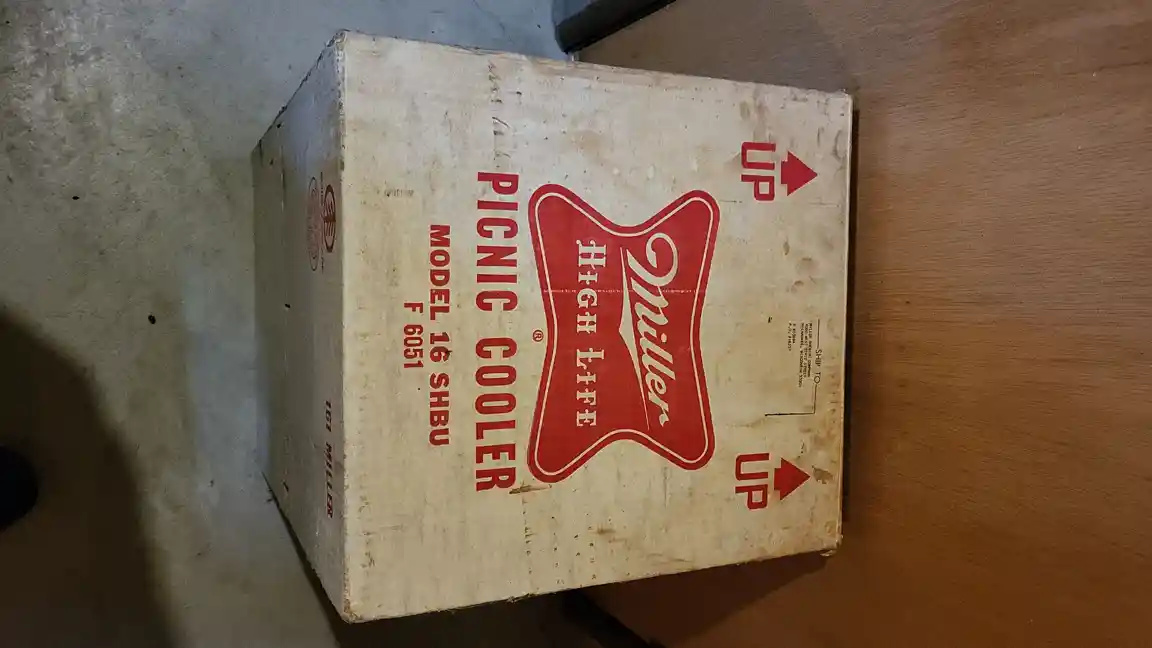 UP UP
SHIP TO
Miller
HIGH LIFE
®
PICNIC COOLER
MODEL 16 SHBU
F 6051
MILLER